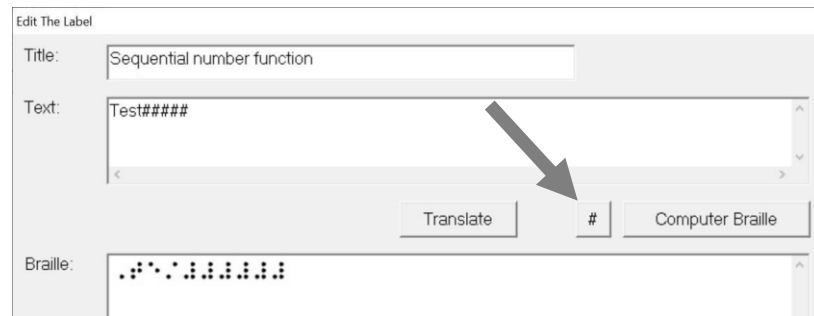 Edit The Label
Title: Sequential number function
Text: Test#####
Translate # Computer Braille
Braille: ⠠⠞⠑⠌⠼⠼⠼⠼⠼⠼